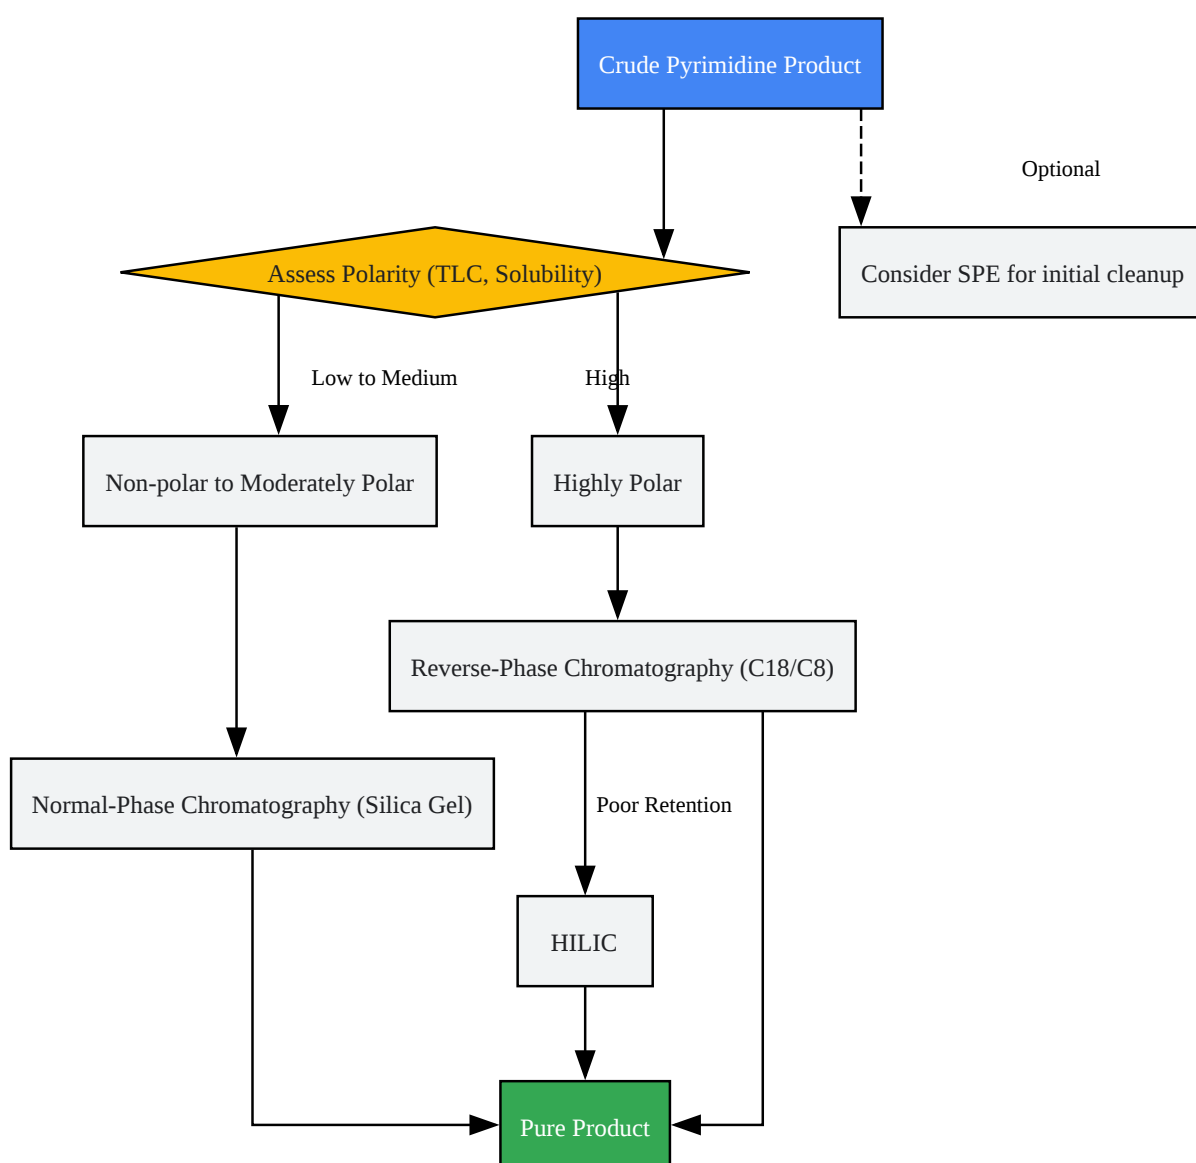 Crude Pyrimidine Product
Optional
Assess Polarity (TLC, Solubility)
Consider SPE for initial cleanup
Low to Medium
High
Non-polar to Moderately Polar
Highly Polar
Reverse-Phase Chromatography (C18/C8)
Normal-Phase Chromatography (Silica Gel)
Poor Retention
HILIC
Pure Product